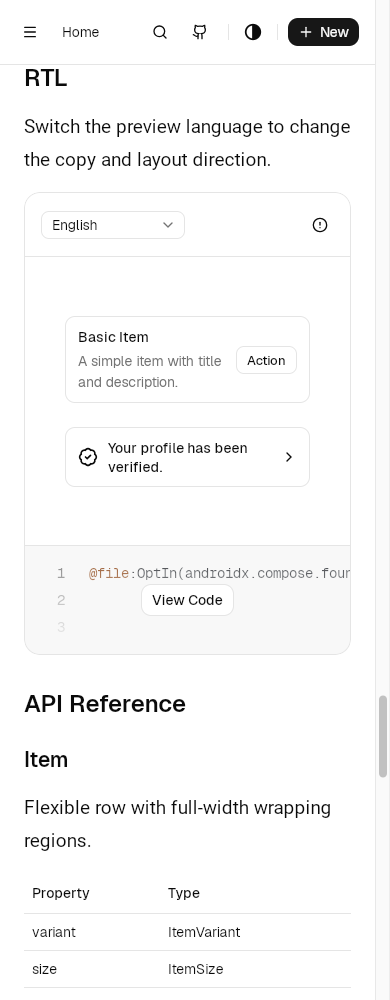 Home
New
RTL
Switch the preview language to change
the copy and layout direction.
English
Basic Item
A simple item with title
and description.
Action
Your profile has been
verified.
1 @file:OptIn(androidx.compose.four
2
View Code
3
API Reference
Item
Flexible row with full-width wrapping
regions.
Property Type
variant ItemVariant
size ItemSize